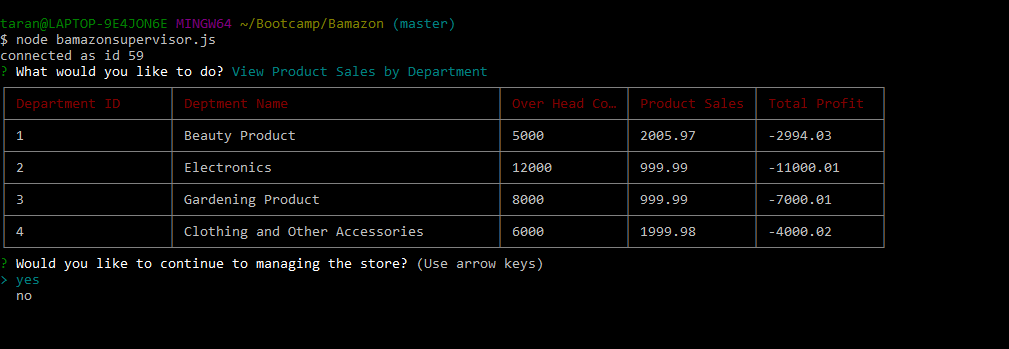 taran@LAPTOP-9E4JON6E MINGW64 ~/Bootcamp/Bamazon (master)
$ node bamazonsupervisor.js
connected as id 59
? What would you like to do? View Product Sales by Department
Department ID Deptment Name Over Head Co… Product Sales Total Profit
1 Beauty Product 5000 2005.97 -2994.03
2 Electronics 12000 999.99 -11000.01
3 Gardening Product 8000 999.99 -7000.01
4 Clothing and Other Accessories 6000 1999.98 -4000.02
? Would you like to continue to managing the store? (Use arrow keys)
> yes
no